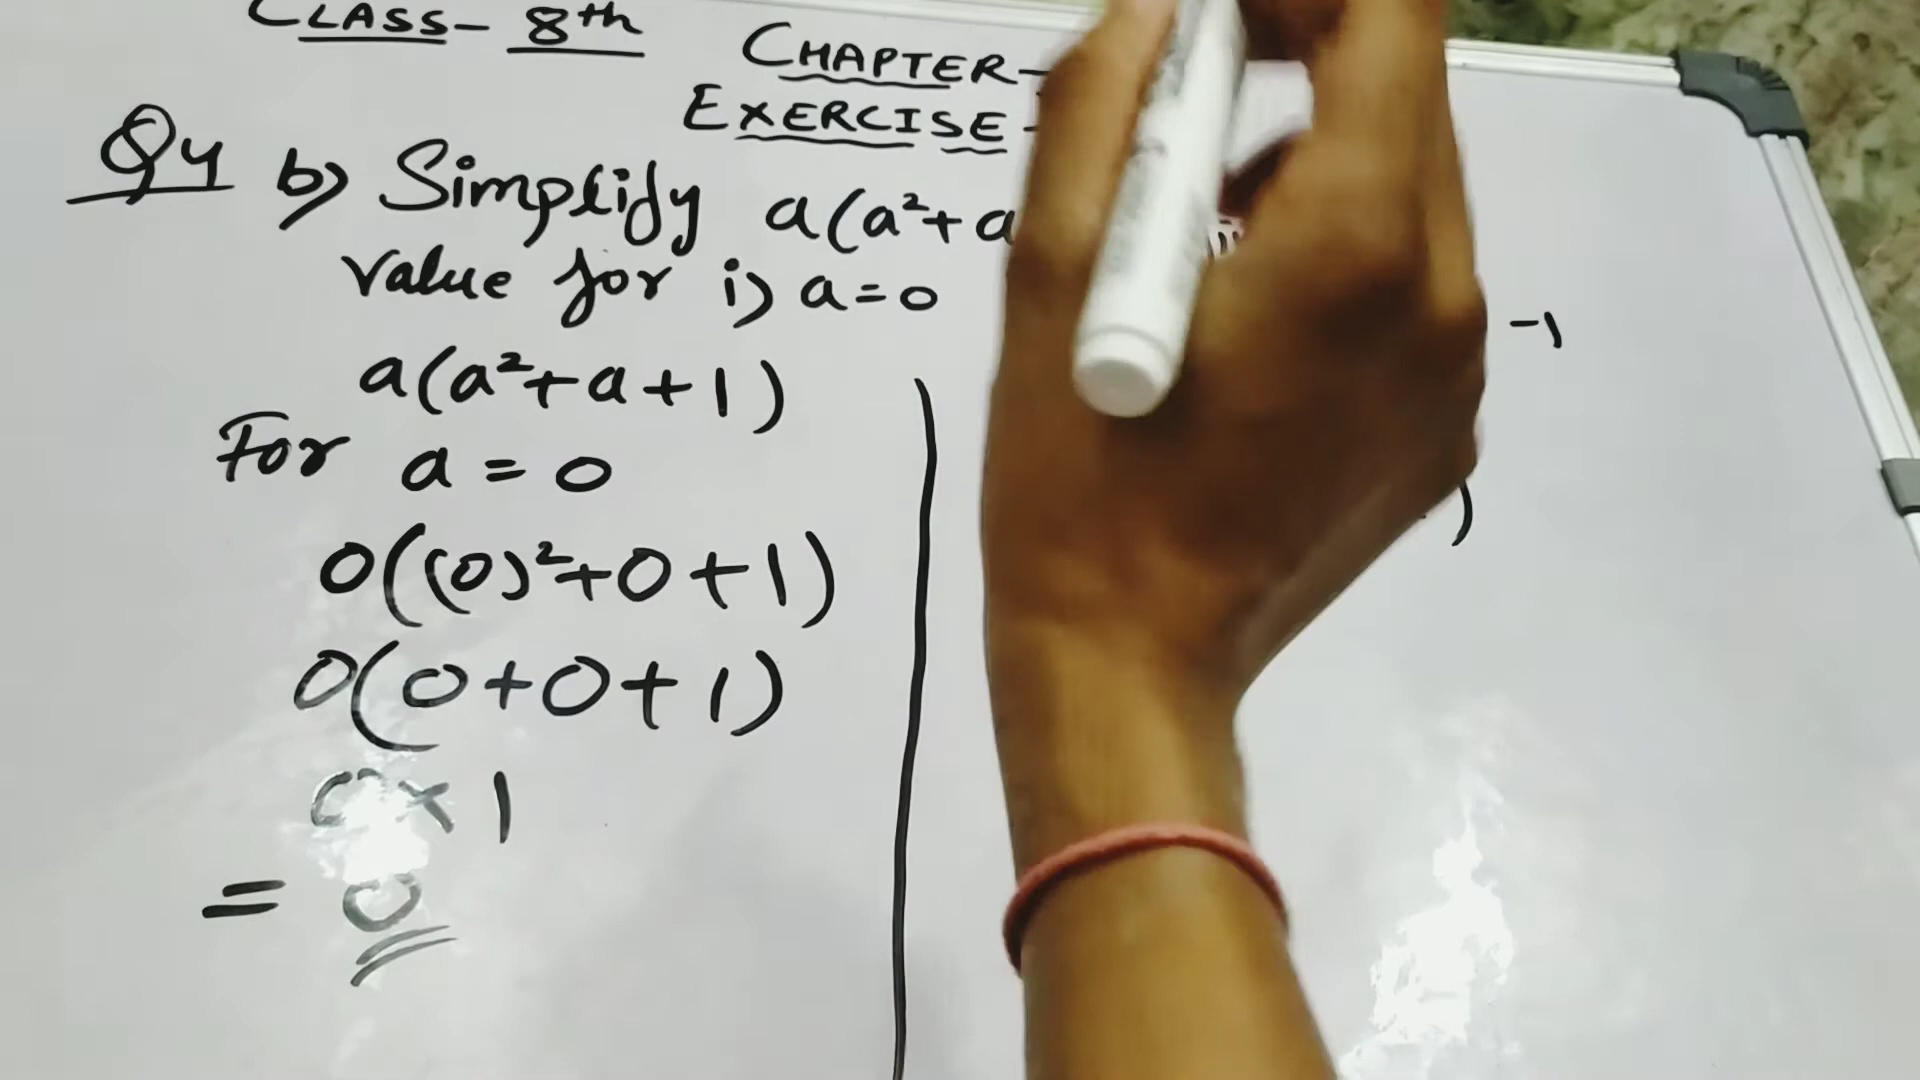 CLASS- 8th
CHAPTER-
EXERCISE-
Q4 b) Simplify a(a²+a
value for i) a=0
-1
a(a²+a+1)
For a = 0
0((0)²+0+1)
)
0(0+0+1)
0×1
= 0